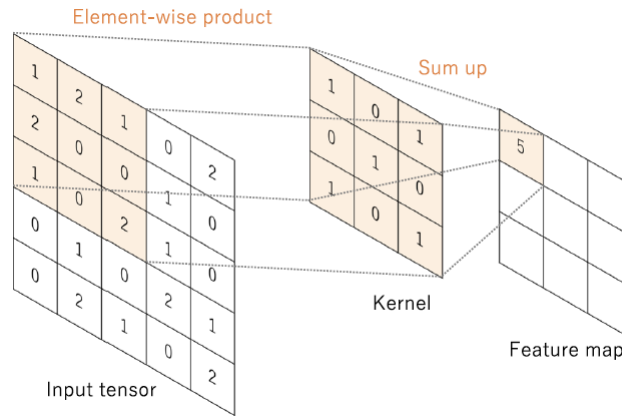 Element-wise product
Sum up
1 2 1 0 2
2 0 0 1 0
1 0 2 1 0
0 1 0 2 1
0 2 1 0 2
1 0 1
0 1 0
1 0 1
5
Input tensor
Kernel
Feature map